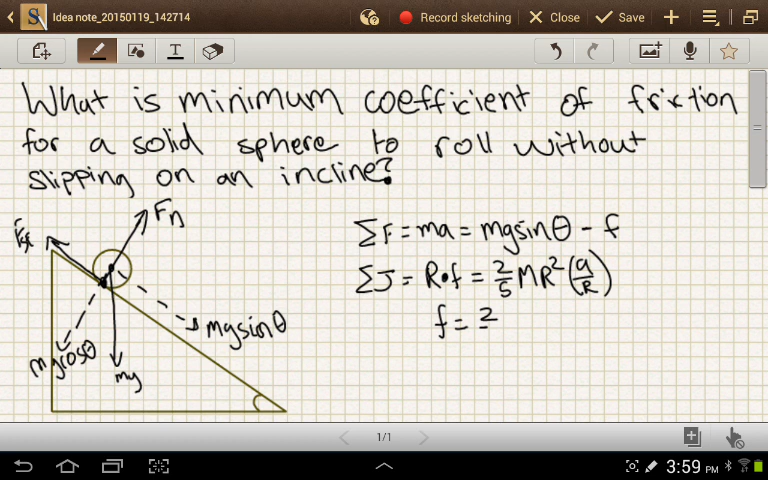 Idea note_20150119_142714
Record sketching
Close
Save
T
What is minimum coefficient of friction
for a solid sphere to roll without
slipping on an incline?
Fn
ΣF = ma = mgsinθ - f
ΣJ = R•f = 2/5 MR² (a/R)
f = 2
mgsinθ
mgcosθ
mg
1/1
3:59 PM